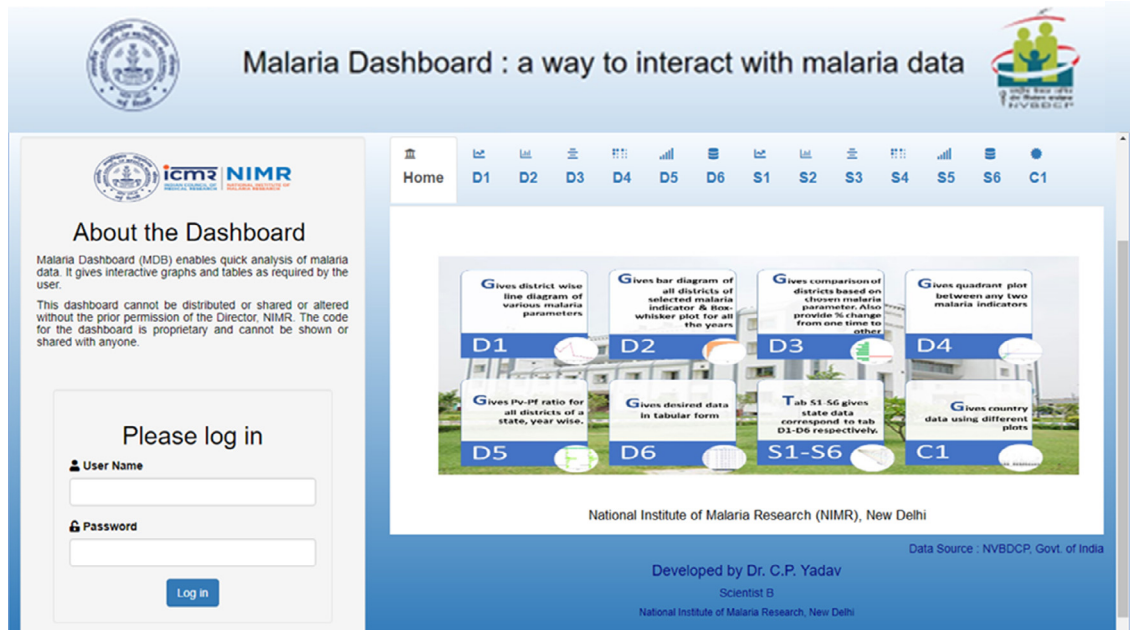 Malaria Dashboard : a way to interact with malaria data
NVBDCP
icmr NIMR
INDIAN COUNCIL OF NATIONAL INSTITUTE OF
MEDICAL RESEARCH MALARIA RESEARCH
About the Dashboard
Malaria Dashboard (MDB) enables quick analysis of malaria
data. It gives interactive graphs and tables as required by the
user.
This dashboard cannot be distributed or shared or altered
without the prior permission of the Director, NIMR. The code
for the dashboard is proprietary and cannot be shown or
shared with anyone.
Please log in
User Name
Password
Log in
Home D1 D2 D3 D4 D5 D6 S1 S2 S3 S4 S5 S6 C1
Gives district wise
line diagram of
various malaria
parameters
D1
Gives bar diagram of
all districts of
selected malaria
indicator & Box-
whisker plot for all
the years
D2
Gives comparison of
districts based on
chosen malaria
parameter. Also
provide % change
from one time to
other
D3
Gives quadrant plot
between any two
malaria indicators
D4
Gives Pv-Pf ratio for
all districts of a
state, year wise.
D5
Gives desired data
in tabular form
D6
Tab S1-S6 gives
state data
correspond to tab
D1-D6 respectively.
S1-S6
Gives country
data using different
plots
C1
National Institute of Malaria Research (NIMR), New Delhi
Data Source : NVBDCP, Govt. of India
Developed by Dr. C.P. Yadav
Scientist B
National Institute of Malaria Research, New Delhi